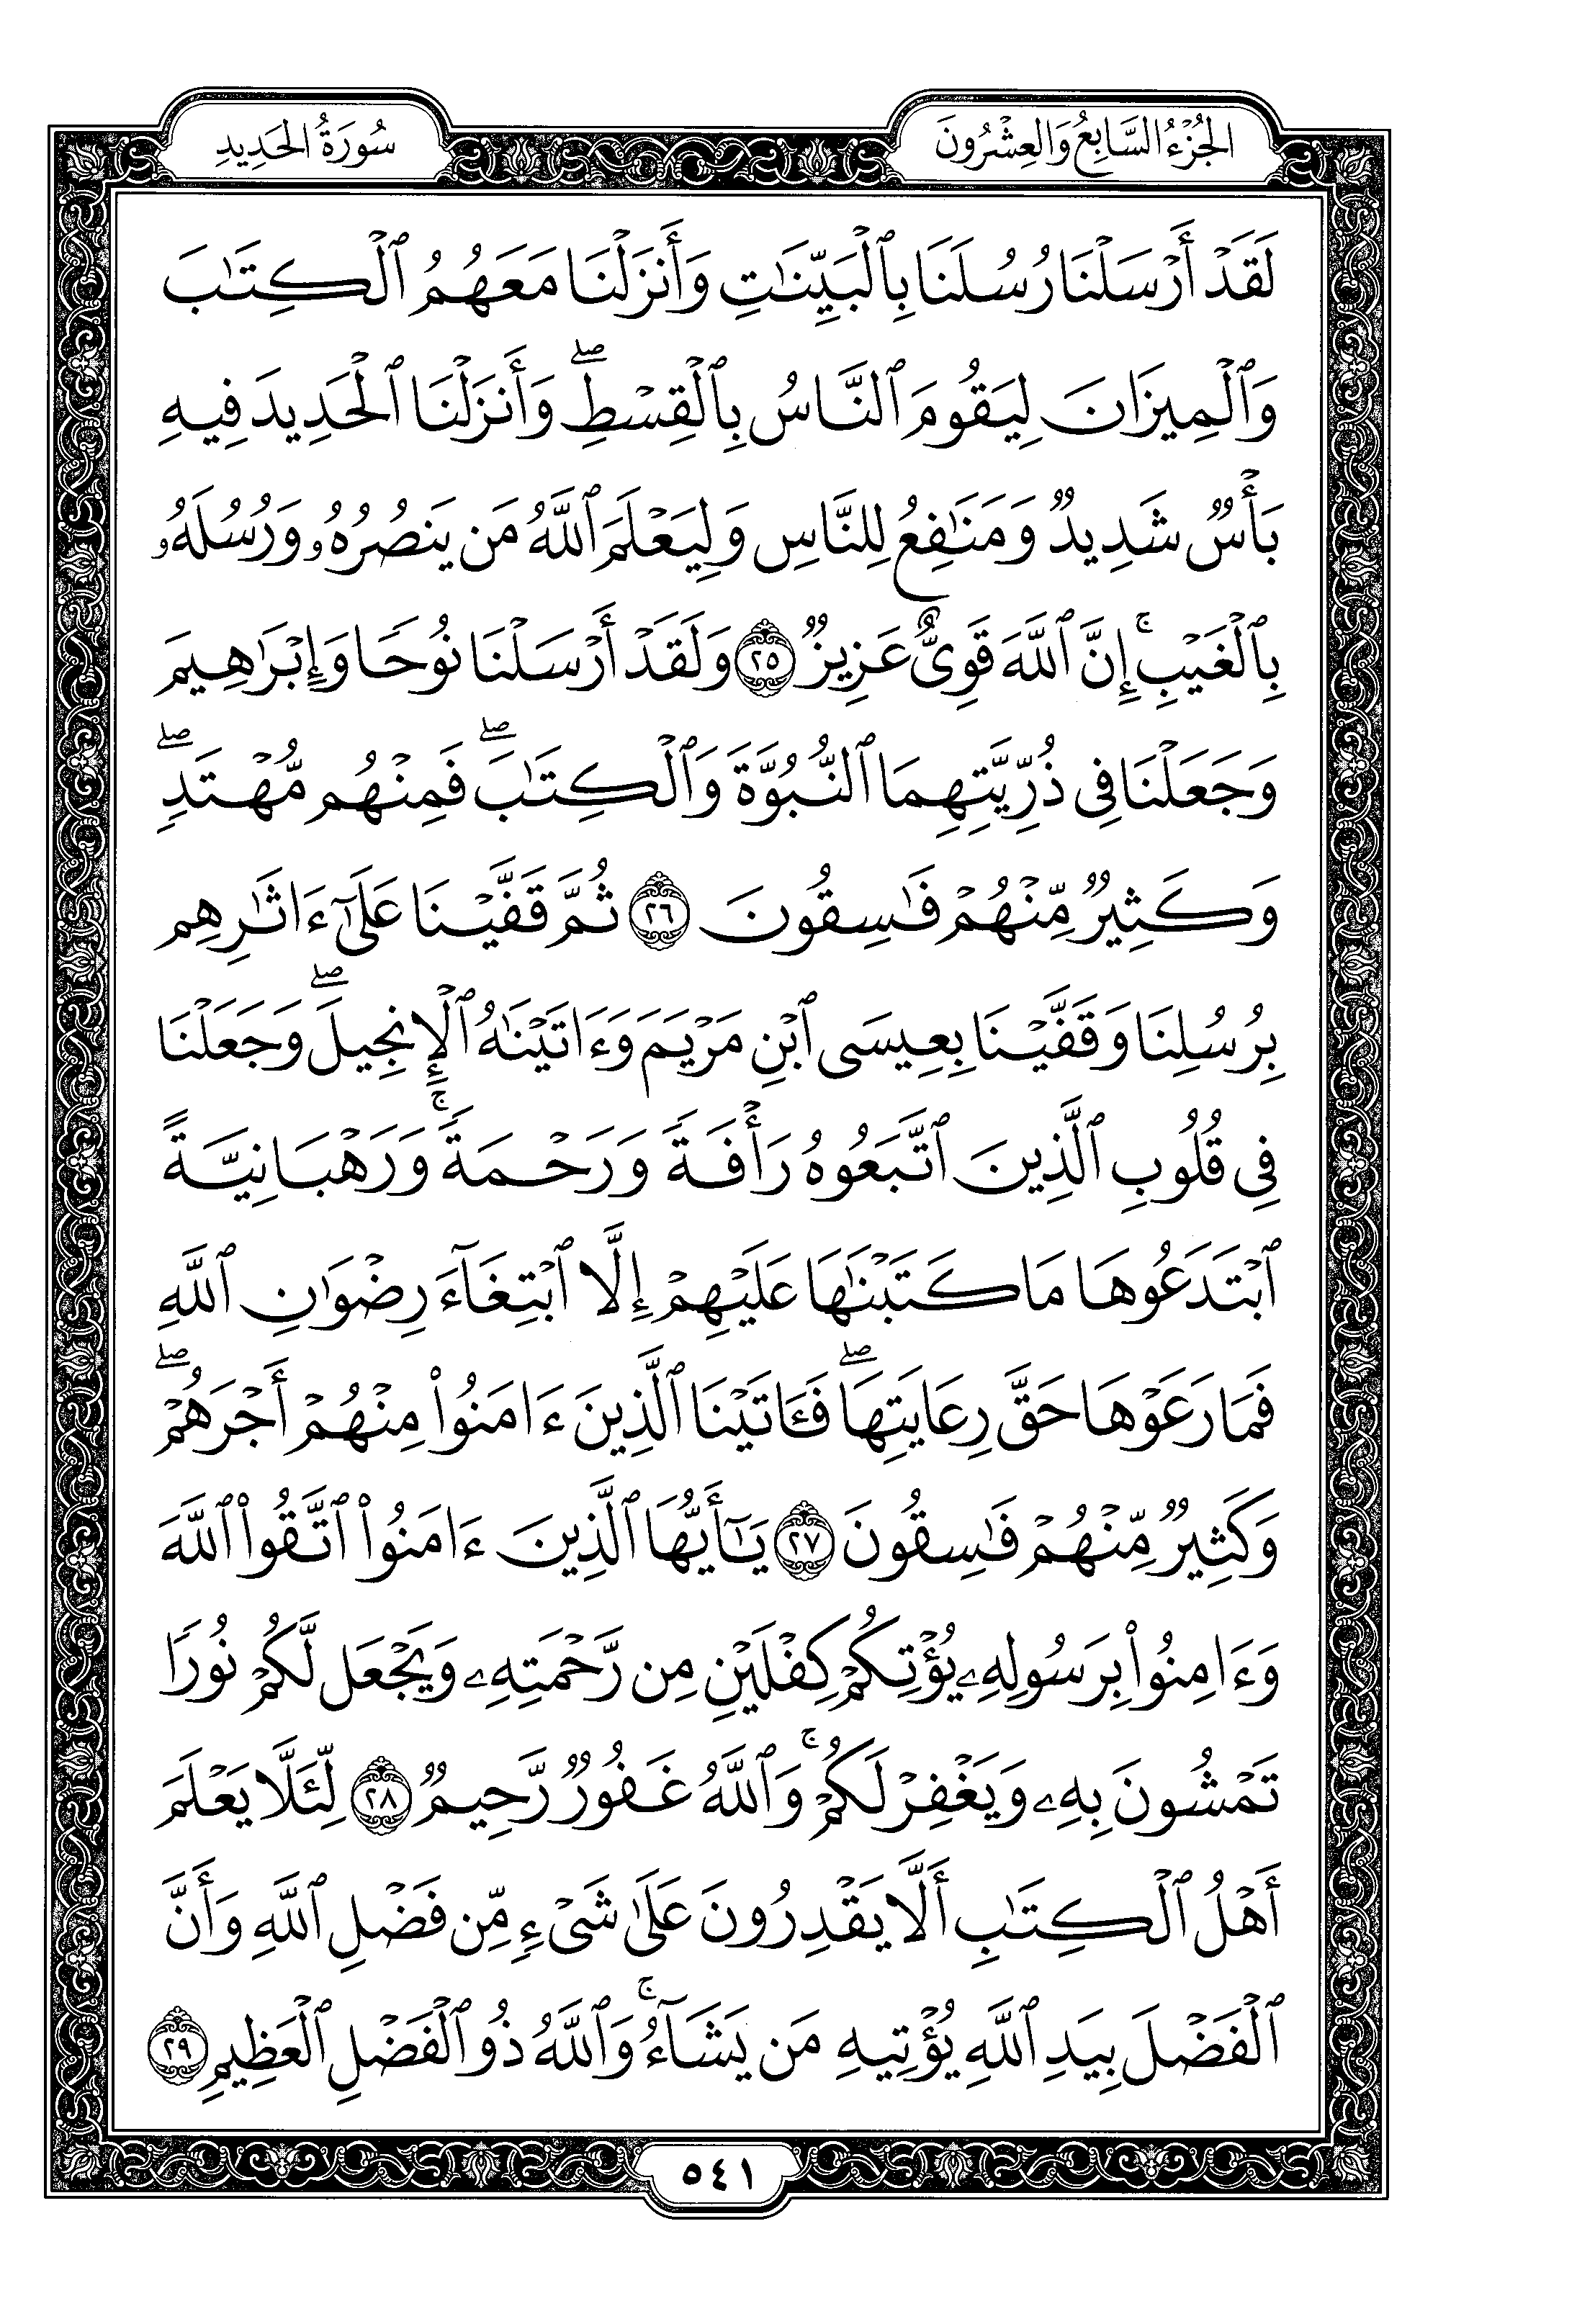 الجُزْءُ السَّابِعُ وَالعِشْرُونَ
سُورَةُ الحَدِيدِ
لَقَدۡ أَرۡسَلۡنَا رُسُلَنَا بِٱلۡبَيِّنَٰتِ وَأَنزَلۡنَا مَعَهُمُ ٱلۡكِتَٰبَ
وَٱلۡمِيزَانَ لِيَقُومَ ٱلنَّاسُ بِٱلۡقِسۡطِۖ وَأَنزَلۡنَا ٱلۡحَدِيدَ فِيهِ
بَأۡسٞ شَدِيدٞ وَمَنَٰفِعُ لِلنَّاسِ وَلِيَعۡلَمَ ٱللَّهُ مَن يَنصُرُهُۥ وَرُسُلَهُۥ
بِٱلۡغَيۡبِۚ إِنَّ ٱللَّهَ قَوِيٌّ عَزِيزٞ ٢٥ وَلَقَدۡ أَرۡسَلۡنَا نُوحٗا وَإِبۡرَٰهِيمَ
وَجَعَلۡنَا فِي ذُرِّيَّتِهِمَا ٱلنُّبُوَّةَ وَٱلۡكِتَٰبَۖ فَمِنۡهُم مُّهۡتَدٖۖ
وَكَثِيرٞ مِّنۡهُمۡ فَٰسِقُونَ ٢٦ ثُمَّ قَفَّيۡنَا عَلَىٰٓ ءَاثَٰرِهِم
بِرُسُلِنَا وَقَفَّيۡنَا بِعِيسَى ٱبۡنِ مَرۡيَمَ وَءَاتَيۡنَٰهُ ٱلۡإِنجِيلَۖ وَجَعَلۡنَا
فِي قُلُوبِ ٱلَّذِينَ ٱتَّبَعُوهُ رَأۡفَةٗ وَرَحۡمَةٗۚ وَرَهۡبَانِيَّةً
ٱبۡتَدَعُوهَا مَا كَتَبۡنَٰهَا عَلَيۡهِمۡ إِلَّا ٱبۡتِغَآءَ رِضۡوَٰنِ ٱللَّهِ
فَمَا رَعَوۡهَا حَقَّ رِعَايَتِهَاۖ فَـَٔاتَيۡنَا ٱلَّذِينَ ءَامَنُواْ مِنۡهُمۡ أَجۡرَهُمۡۖ
وَكَثِيرٞ مِّنۡهُمۡ فَٰسِقُونَ ٢٧ يَٰٓأَيُّهَا ٱلَّذِينَ ءَامَنُواْ ٱتَّقُواْ ٱللَّهَ
وَءَامِنُواْ بِرَسُولِهِۦ يُؤۡتِكُمۡ كِفۡلَيۡنِ مِن رَّحۡمَتِهِۦ وَيَجۡعَل لَّكُمۡ نُورٗا
تَمۡشُونَ بِهِۦ وَيَغۡفِرۡ لَكُمۡۚ وَٱللَّهُ غَفُورٞ رَّحِيمٞ ٢٨ لِّئَلَّا يَعۡلَمَ
أَهۡلُ ٱلۡكِتَٰبِ أَلَّا يَقۡدِرُونَ عَلَىٰ شَيۡءٖ مِّن فَضۡلِ ٱللَّهِ وَأَنَّ
ٱلۡفَضۡلَ بِيَدِ ٱللَّهِ يُؤۡتِيهِ مَن يَشَآءُۚ وَٱللَّهُ ذُو ٱلۡفَضۡلِ ٱلۡعَظِيمِ ٢٩
٥٤١